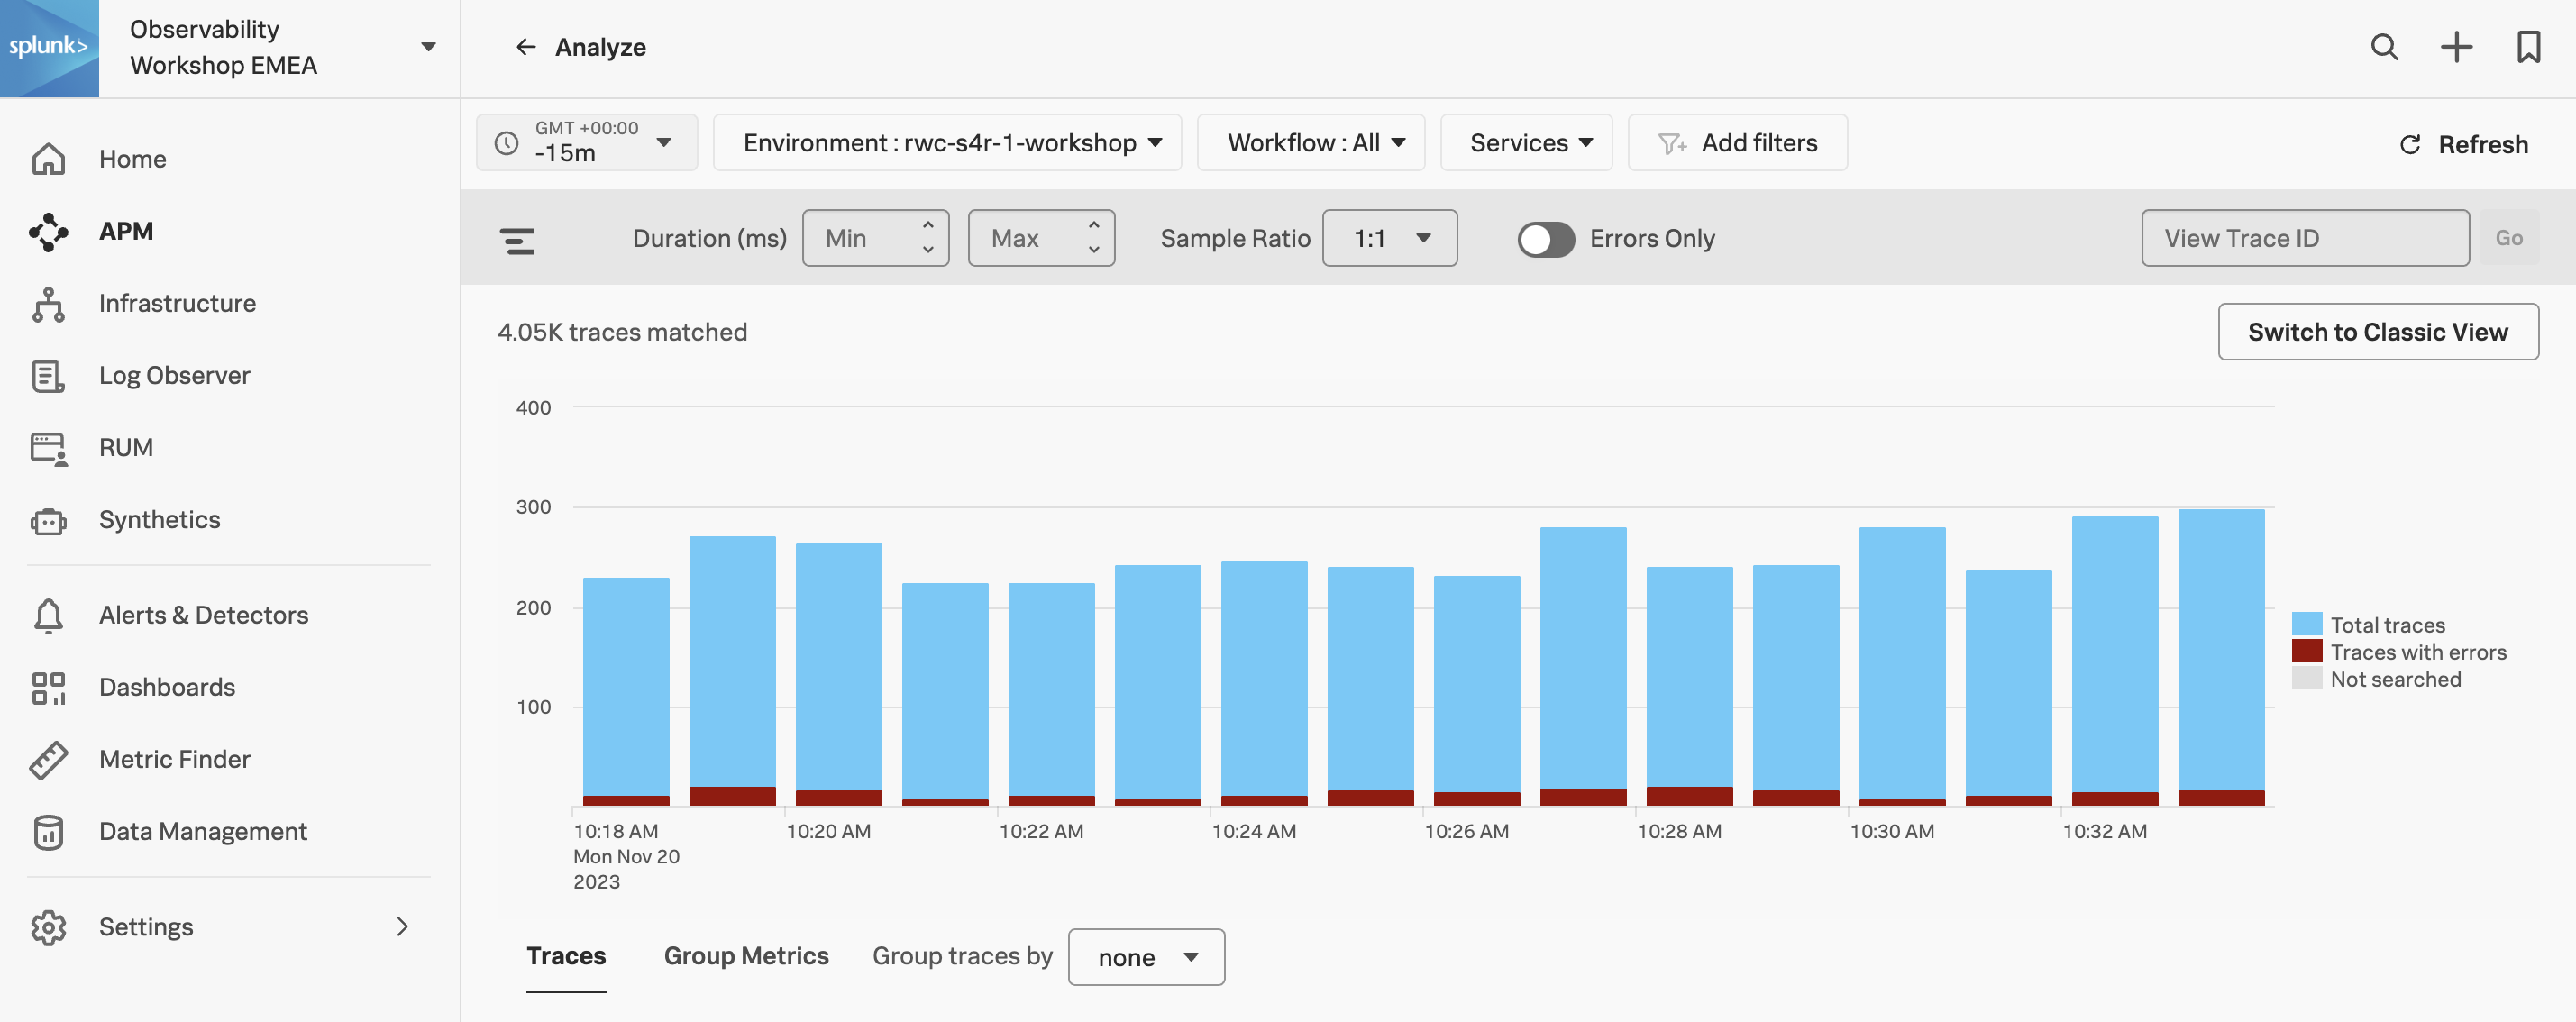 splunk>
Observability
Workshop EMEA
Analyze
Home
APM
Infrastructure
Log Observer
RUM
Synthetics
Alerts & Detectors
Dashboards
Metric Finder
Data Management
Settings
GMT +00:00
-15m
Environment : rwc-s4r-1-workshop
Workflow : All
Services
Add filters
Refresh
Duration (ms)
Min
Max
Sample Ratio
1:1
Errors Only
View Trace ID
Go
4.05K traces matched
Switch to Classic View
400
300
200
100
10:18 AM
Mon Nov 20
2023
10:20 AM
10:22 AM
10:24 AM
10:26 AM
10:28 AM
10:30 AM
10:32 AM
Total traces
Traces with errors
Not searched
Traces
Group Metrics
Group traces by
none